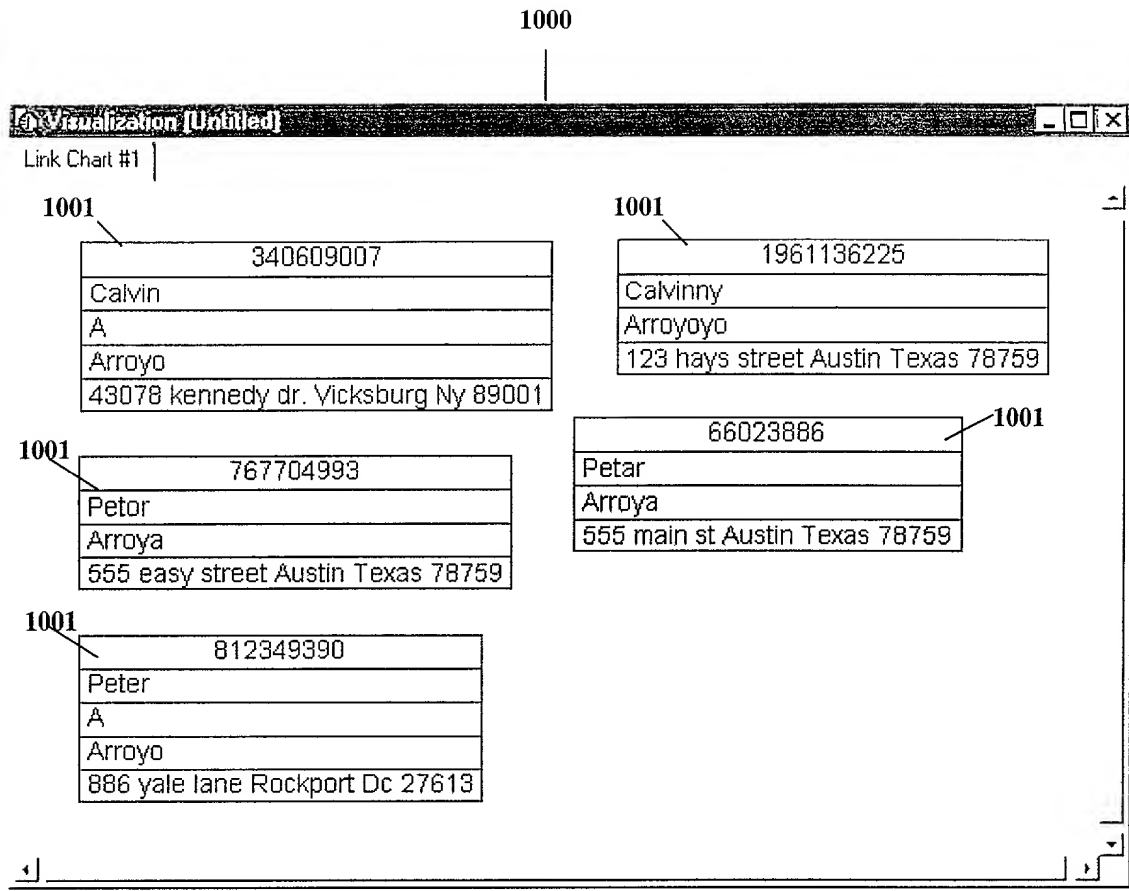 1000
Visualization [Untitled]
Link Chart #1
1001
340609007
Calvin
A
Arroyo
43078 kennedy dr. Vicksburg Ny 89001
1001
1961136225
Calvinny
Arroyoyo
123 hays street Austin Texas 78759
1001
66023886
Petar
Arroya
555 main st Austin Texas 78759
1001
767704993
Petor
Arroya
555 easy street Austin Texas 78759
1001
812349390
Peter
A
Arroyo
886 yale lane Rockport Dc 27613